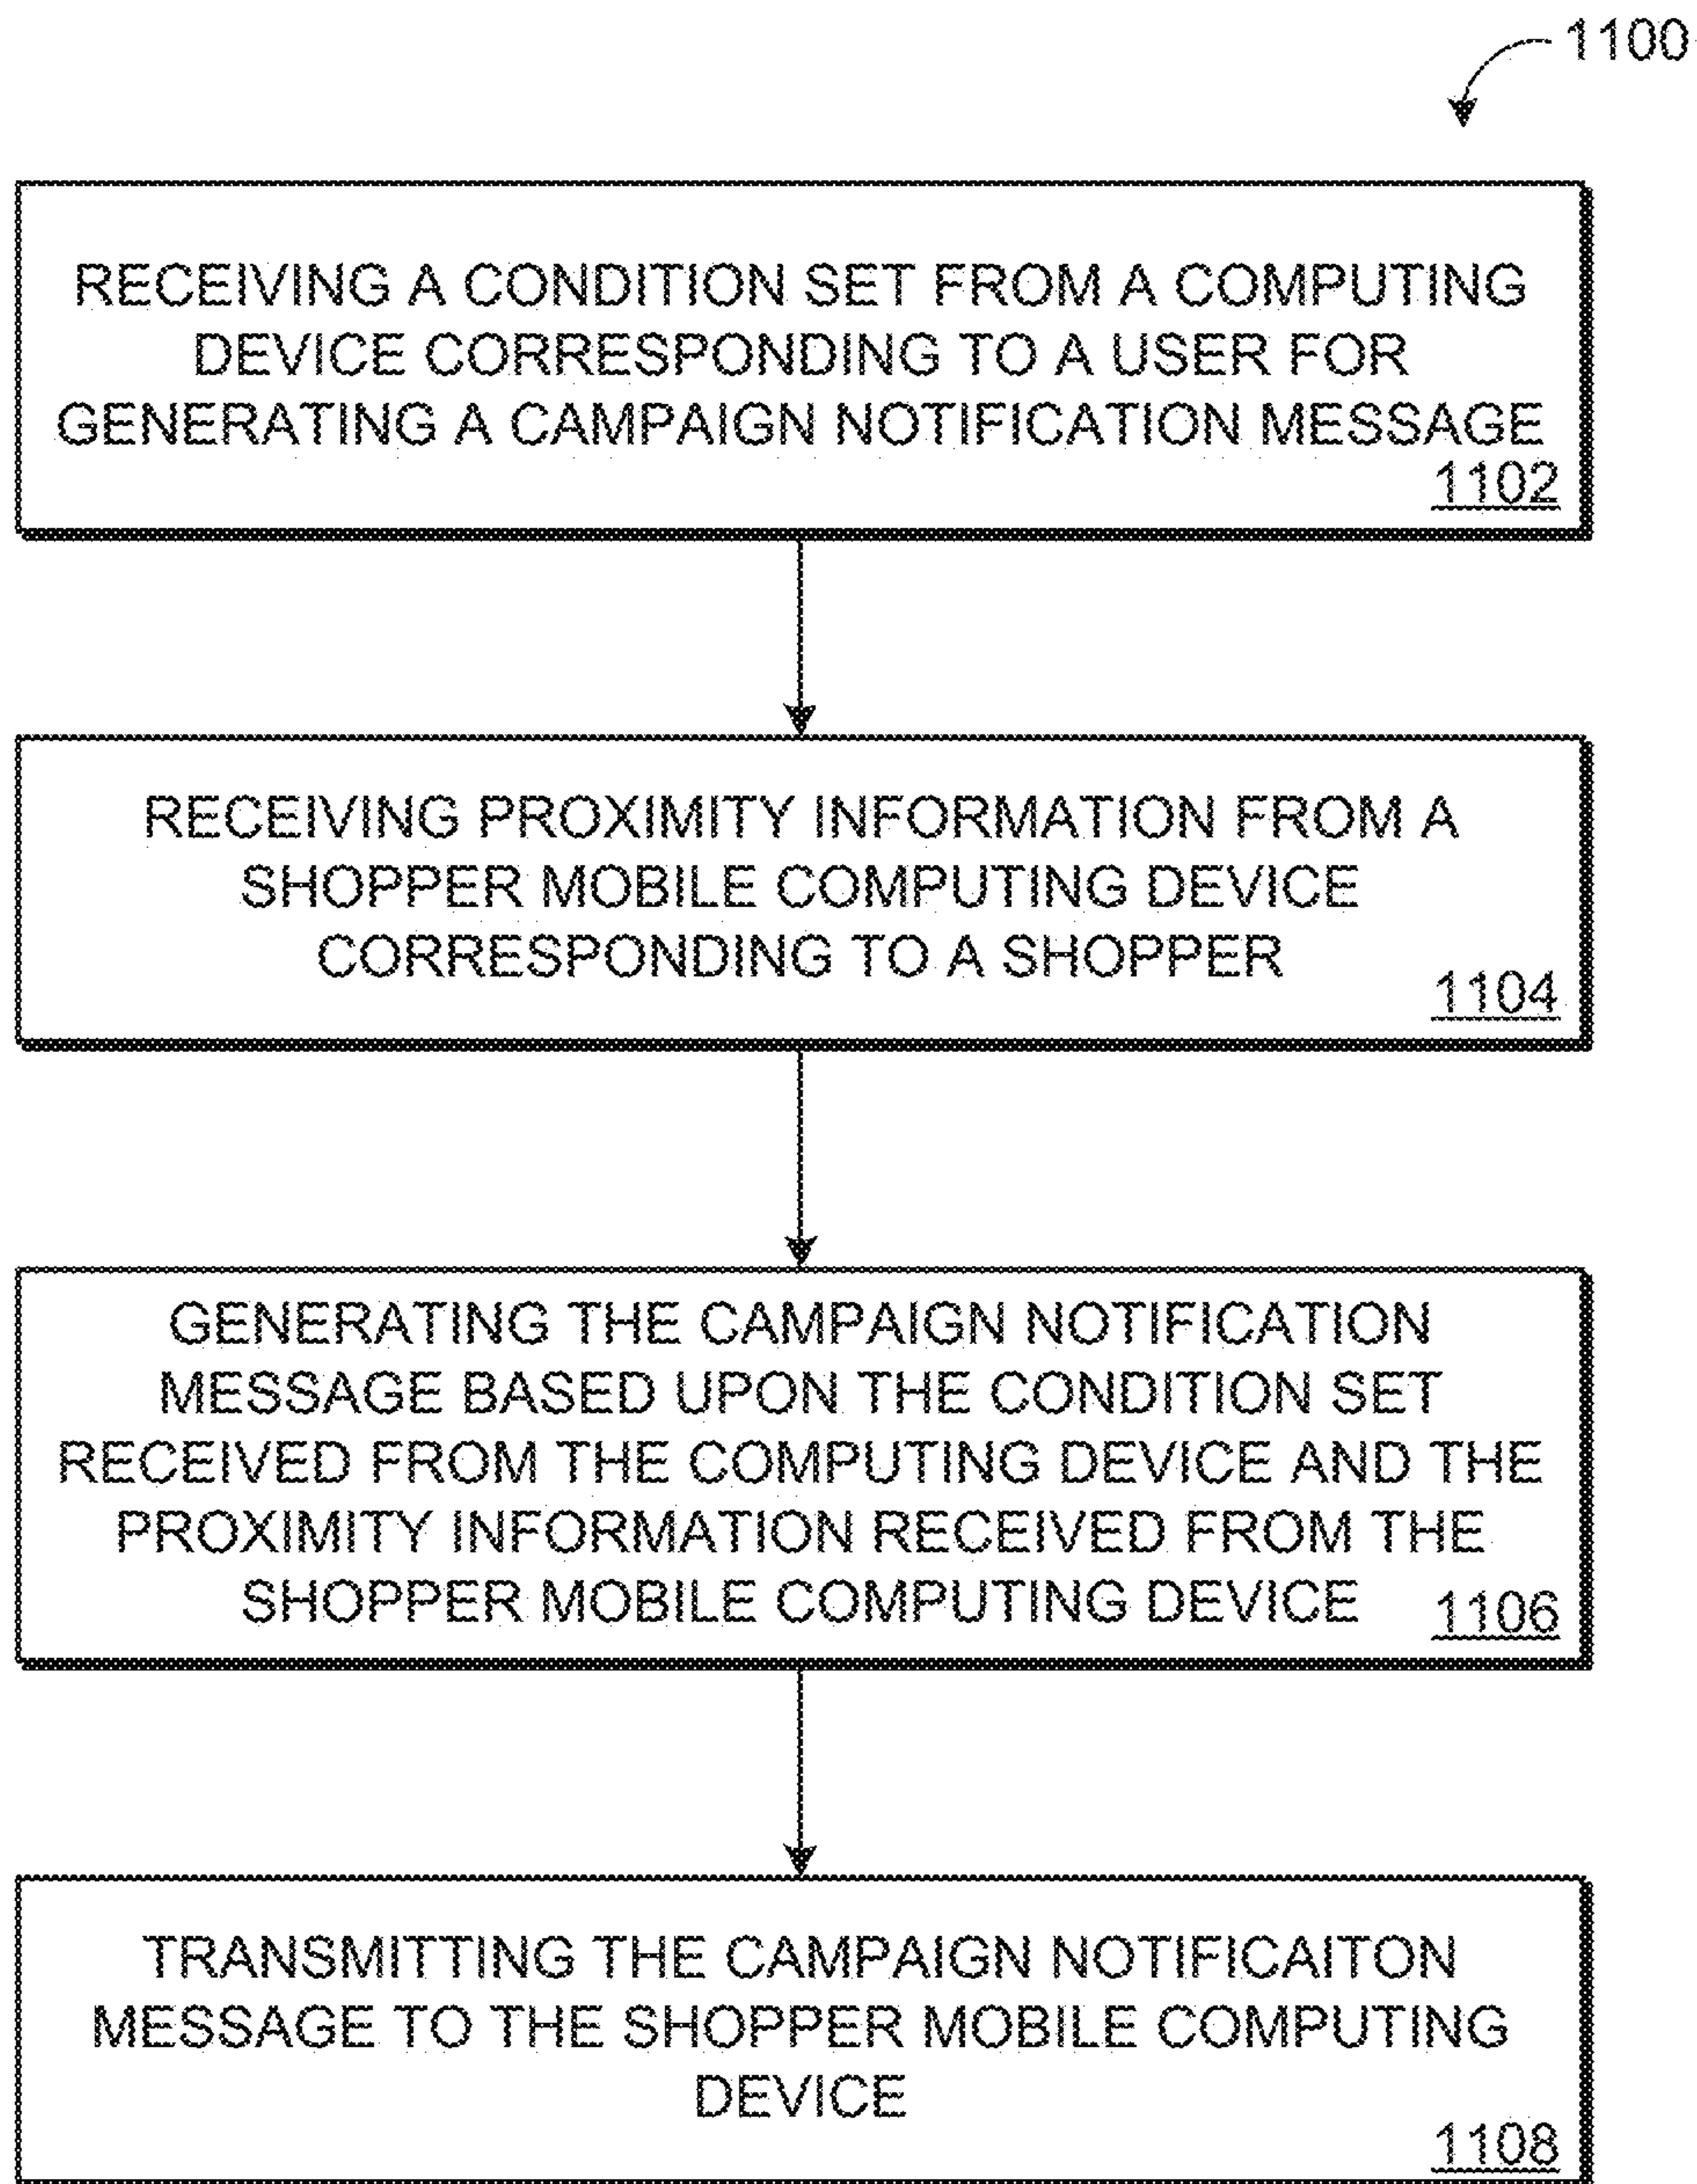 1100
RECEIVING A CONDITION SET FROM A COMPUTING
DEVICE CORRESPONDING TO A USER FOR
GENERATING A CAMPAIGN NOTIFICATION MESSAGE
1102
RECEIVING PROXIMITY INFORMATION FROM A
SHOPPER MOBILE COMPUTING DEVICE
CORRESPONDING TO A SHOPPER
1104
GENERATING THE CAMPAIGN NOTIFICATION
MESSAGE BASED UPON THE CONDITION SET
RECEIVED FROM THE COMPUTING DEVICE AND THE
PROXIMITY INFORMATION RECEIVED FROM THE
SHOPPER MOBILE COMPUTING DEVICE
1106
TRANSMITTING THE CAMPAIGN NOTIFICAITON
MESSAGE TO THE SHOPPER MOBILE COMPUTING
DEVICE
1108